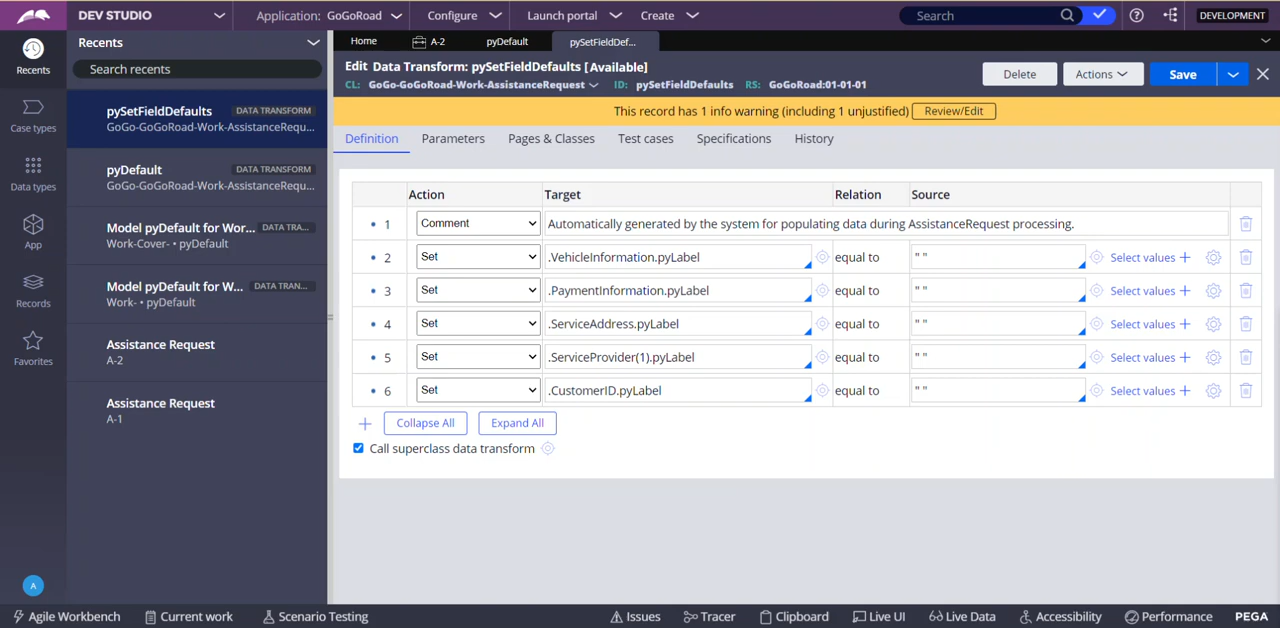 DEV STUDIO
Application: GoGoRoad
Configure
Launch portal
Create
Search
DEVELOPMENT
Recents
Case types
Data types
App
Records
Favorites
A
Recents
Search recents
pySetFieldDefaults DATA TRANSFORM
GoGo-GoGoRoad-Work-AssistanceRequ...
pyDefault DATA TRANSFORM
GoGo-GoGoRoad-Work-AssistanceRequ...
Model pyDefault for Wor... DATA TRA...
Work-Cover- • pyDefault
Model pyDefault for W... DATA TRAN...
Work- • pyDefault
Assistance Request
A-2
Assistance Request
A-1
Home
A-2
pyDefault
pySetFieldDef...
Edit Data Transform: pySetFieldDefaults [Available]
CL: GoGo-GoGoRoad-Work-AssistanceRequest ID: pySetFieldDefaults RS: GoGoRoad:01-01-01
Delete
Actions
Save
This record has 1 info warning (including 1 unjustified) Review/Edit
Definition Parameters Pages & Classes Test cases Specifications History
Action Target Relation Source
1 Comment Automatically generated by the system for populating data during AssistanceRequest processing.
2 Set .VehicleInformation.pyLabel equal to " " Select values
3 Set .PaymentInformation.pyLabel equal to " " Select values
4 Set .ServiceAddress.pyLabel equal to " " Select values
5 Set .ServiceProvider(1).pyLabel equal to " " Select values
6 Set .CustomerID.pyLabel equal to " " Select values
Collapse All Expand All
Call superclass data transform
Agile Workbench Current work Scenario Testing Issues Tracer Clipboard Live UI Live Data Accessibility Performance PEGA